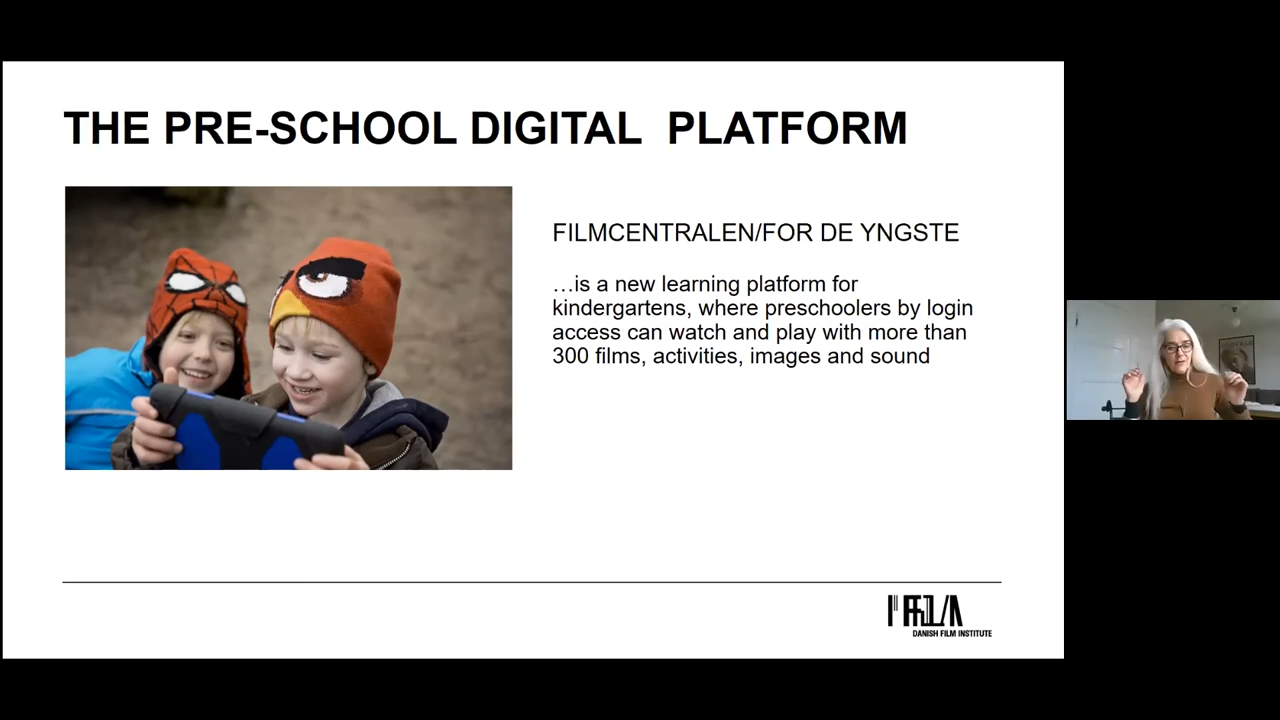 THE PRE-SCHOOL DIGITAL PLATFORM
FILMCENTRALEN/FOR DE YNGSTE
…is a new learning platform for
kindergartens, where preschoolers by login
access can watch and play with more than
300 films, activities, images and sound
DANISH FILM INSTITUTE